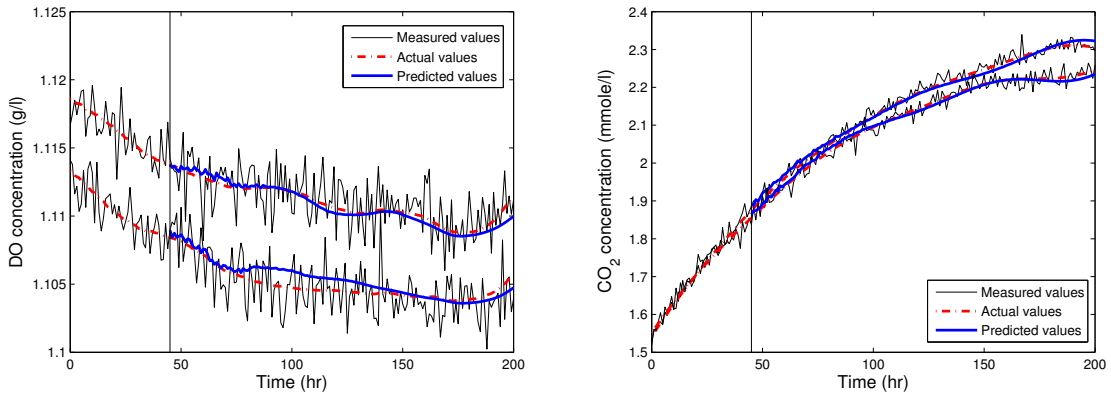 1.125
1.12
1.115
1.11
1.105
1.1
DO concentration (g/l)
Measured values
Actual values
Predicted values
0
50
100
150
200
Time (hr)
2.4
2.3
2.2
2.1
2
1.9
1.8
1.7
1.6
1.5
CO2 concentration (mmole/l)
Measured values
Actual values
Predicted values
0
50
100
150
200
Time (hr)